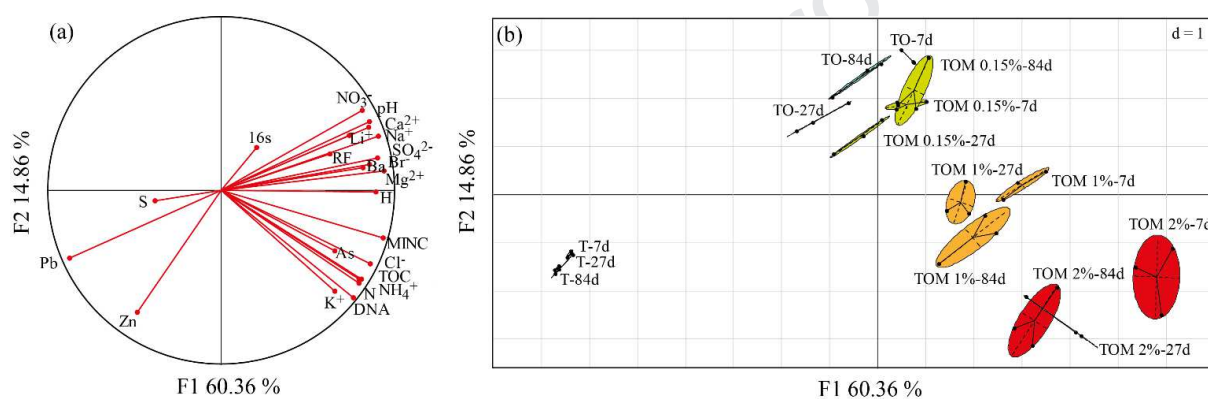 (a)
NO₃⁻
pH
Ca²⁺
16s
Li⁺
Na⁺
SO₄²⁻
RF
Br⁻
Ba
Mg²⁺
S
H
MINC
As
Cl⁻
Pb
TOC
NH₄⁺
N
K⁺
DNA
Zn
F2 14.86 %
F1 60.36 %
(b)
d = 1
TO-7d
TO-84d
TOM 0.15%-84d
TO-27d
TOM 0.15%-7d
TOM 0.15%-27d
TOM 1%-27d
TOM 1%-7d
TOM 2%-7d
T-7d
T-27d
T-84d
TOM 1%-84d
TOM 2%-84d
TOM 2%-27d
F2 14.86 %
F1 60.36 %